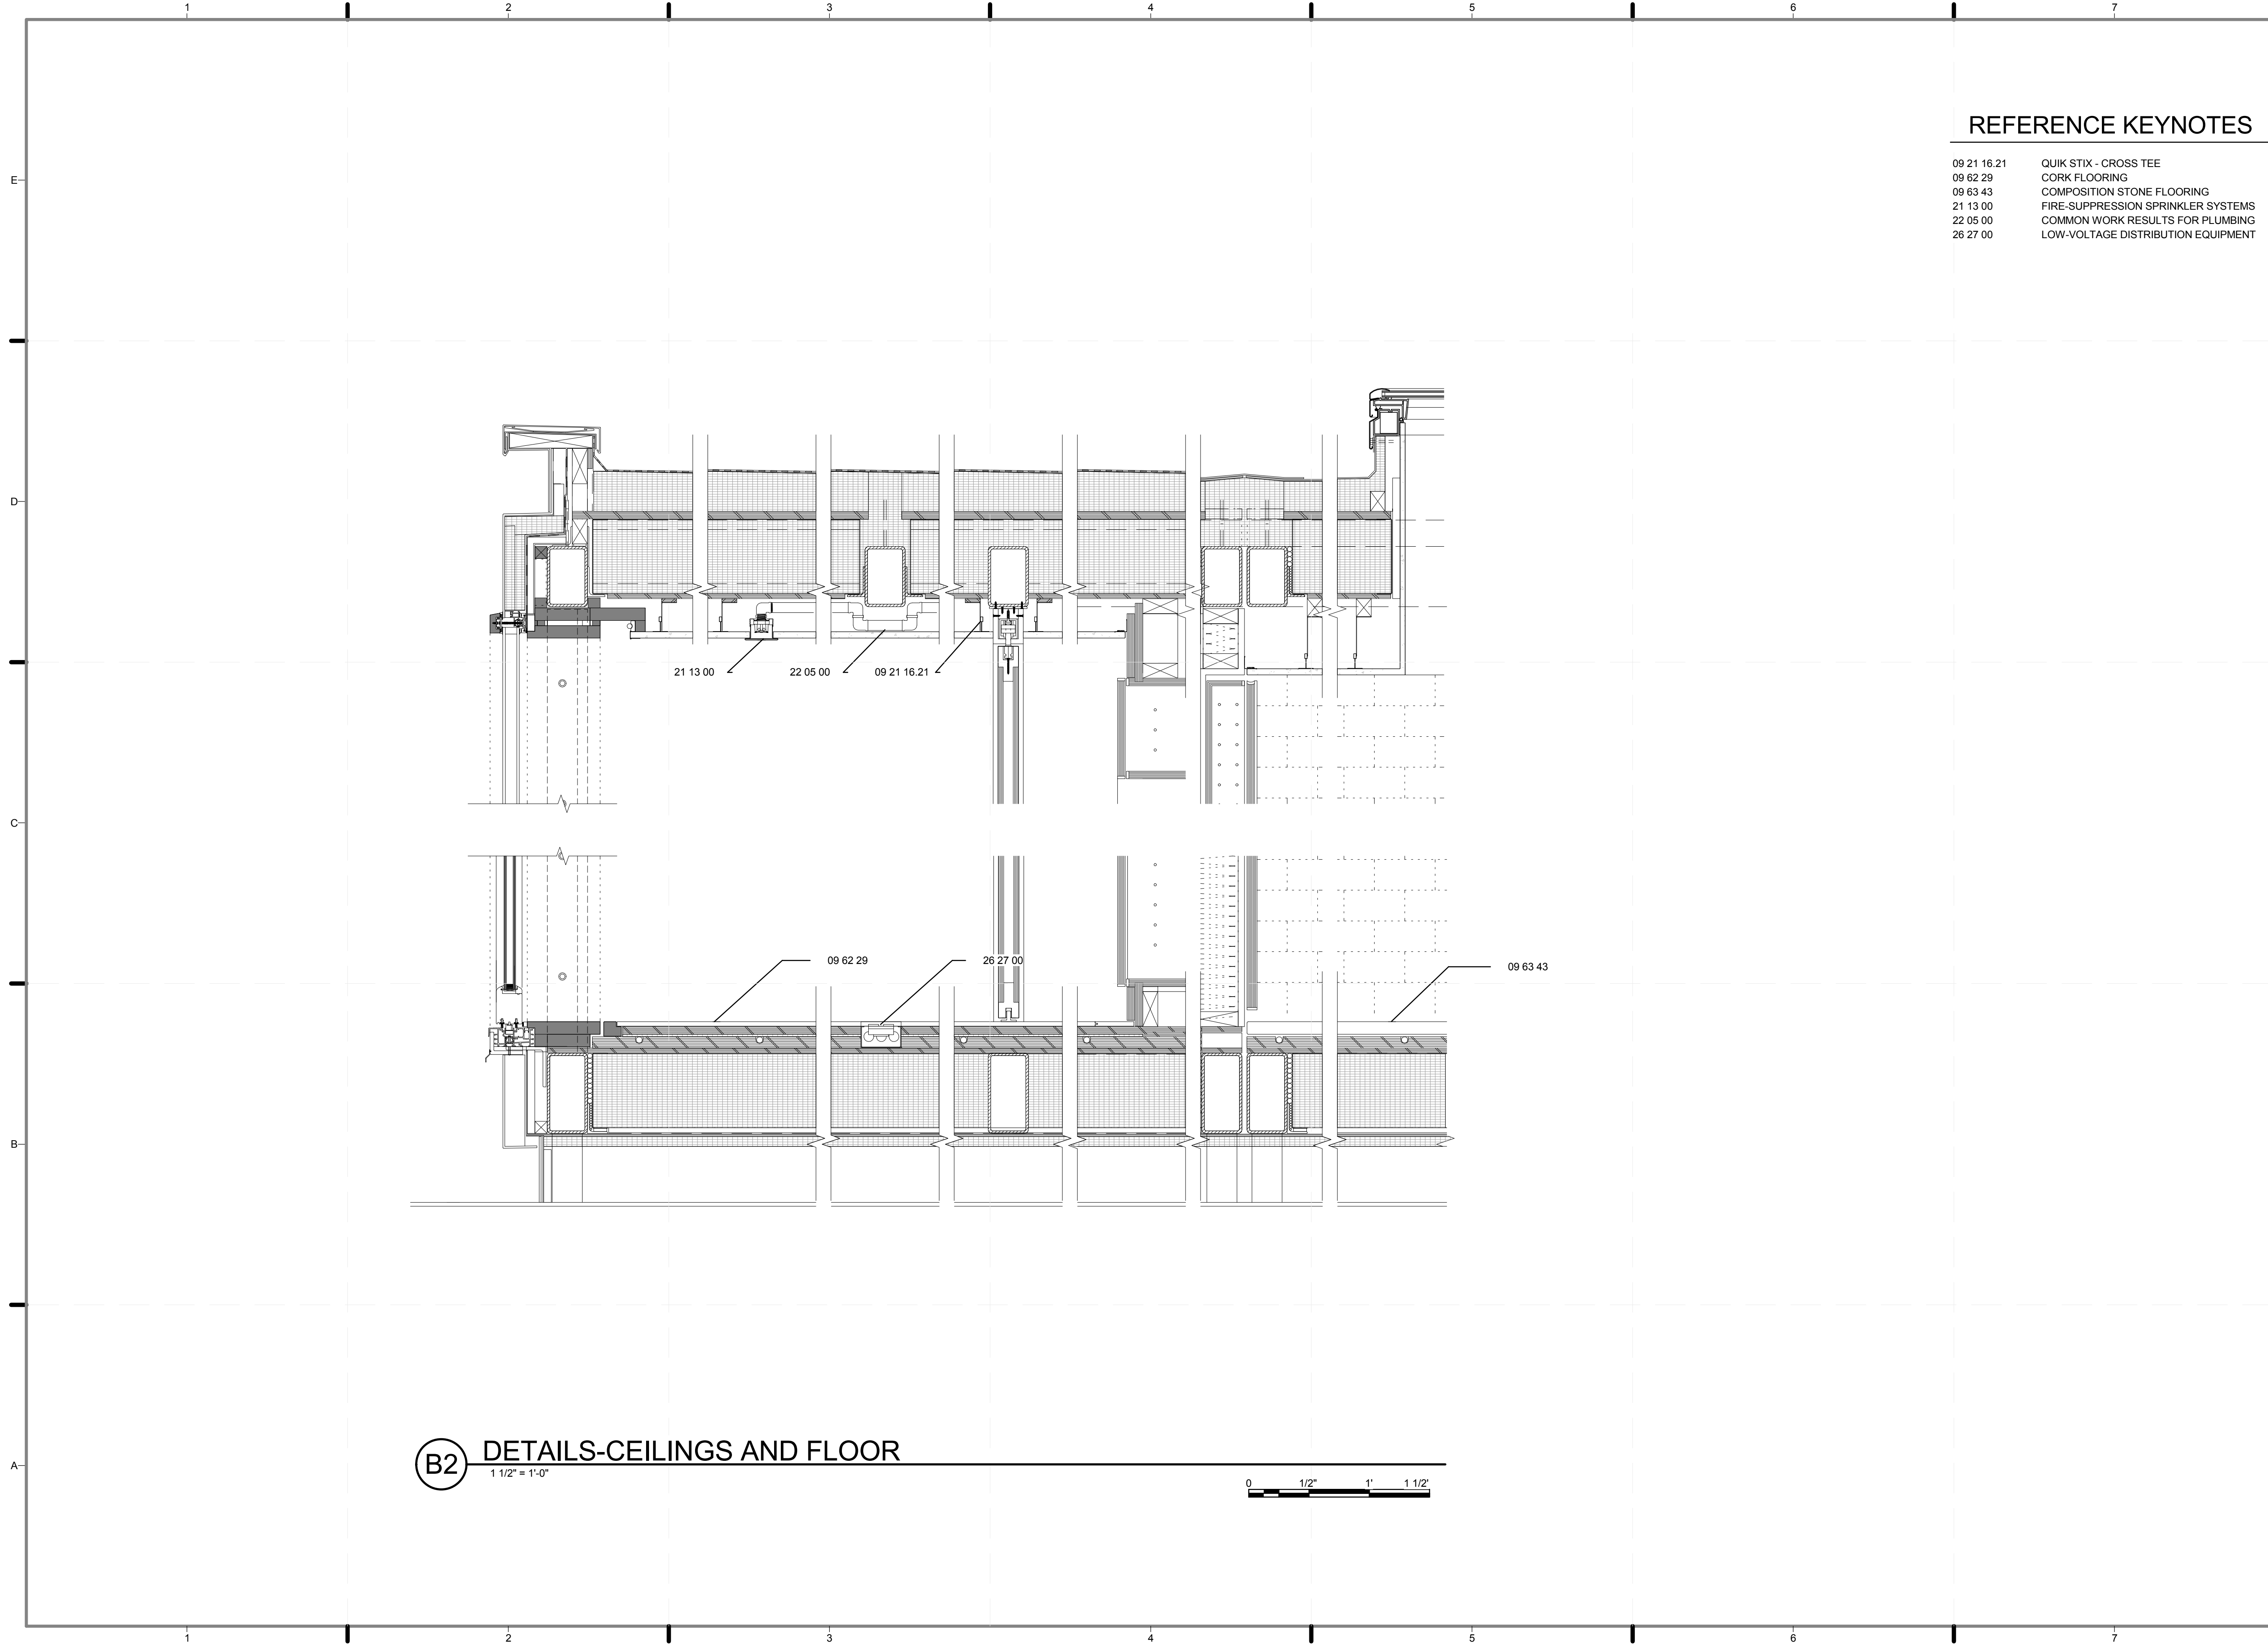 1 2 3 4 5 6 7
REFERENCE KEYNOTES
09 21 16.21 QUIK STIX - CROSS TEE
09 62 29 CORK FLOORING
09 63 43 COMPOSITION STONE FLOORING
21 13 00 FIRE-SUPPRESSION SPRINKLER SYSTEMS
22 05 00 COMMON WORK RESULTS FOR PLUMBING
26 27 00 LOW-VOLTAGE DISTRIBUTION EQUIPMENT
E
D
21 13 00 22 05 00 09 21 16.21
C
09 62 29 26 27 00 09 63 43
B
B2 DETAILS-CEILINGS AND FLOOR
A
1 1/2" = 1'-0"
0 1/2" 1' 1 1/2'
1 2 3 4 5 6 7